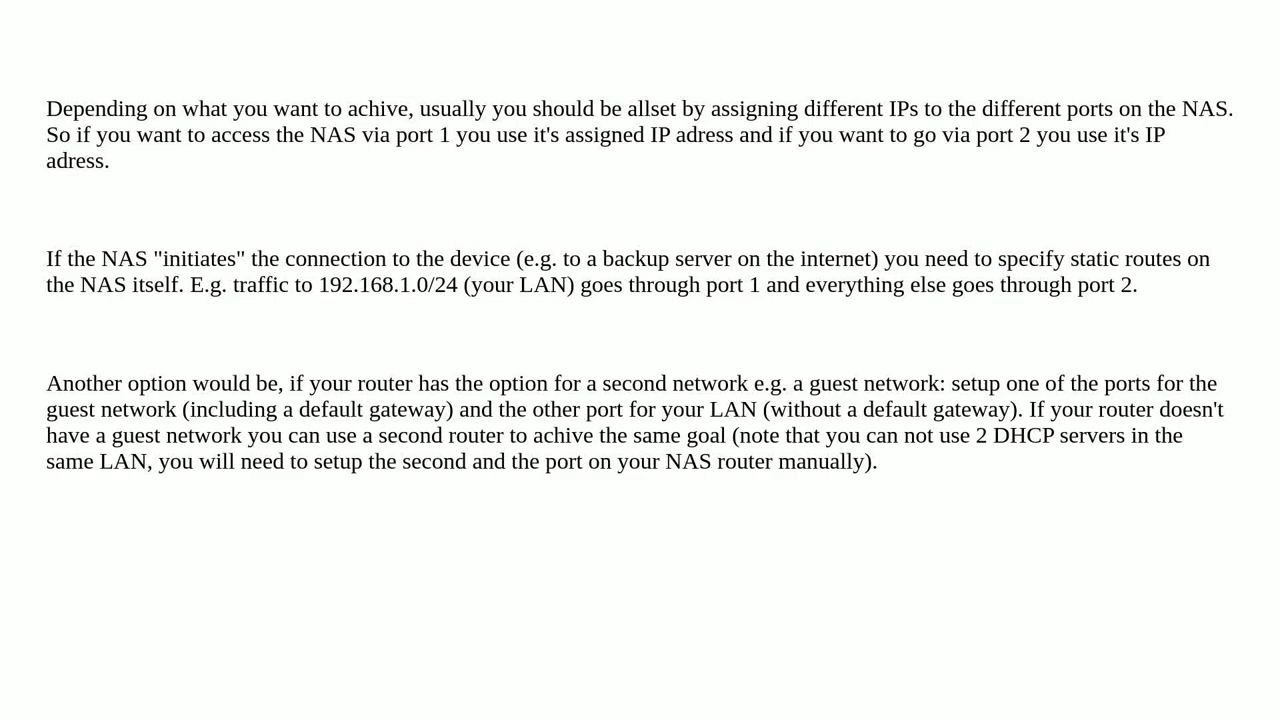 Depending on what you want to achive, usually you should be allset by assigning different IPs to the different ports on the NAS.
So if you want to access the NAS via port 1 you use it's assigned IP adress and if you want to go via port 2 you use it's IP
adress.
If the NAS "initiates" the connection to the device (e.g. to a backup server on the internet) you need to specify static routes on
the NAS itself. E.g. traffic to 192.168.1.0/24 (your LAN) goes through port 1 and everything else goes through port 2.
Another option would be, if your router has the option for a second network e.g. a guest network: setup one of the ports for the
guest network (including a default gateway) and the other port for your LAN (without a default gateway). If your router doesn't
have a guest network you can use a second router to achive the same goal (note that you can not use 2 DHCP servers in the
same LAN, you will need to setup the second and the port on your NAS router manually).